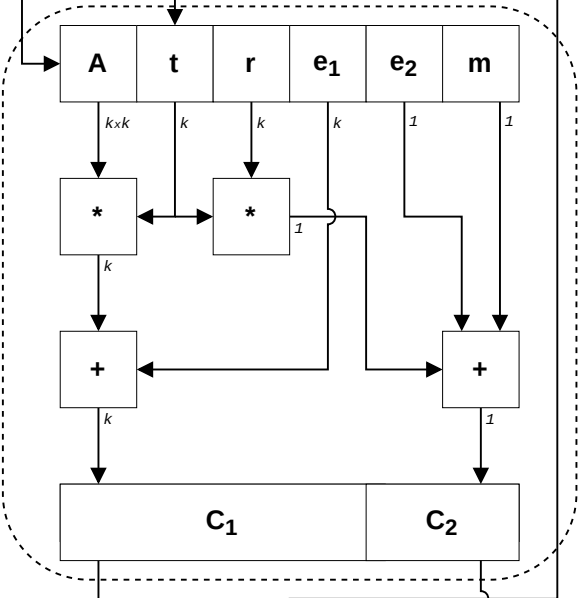 A t r e₁ e₂ m
k×k k k k 1 1
* *
1
k
+ +
k 1
C₁ C₂